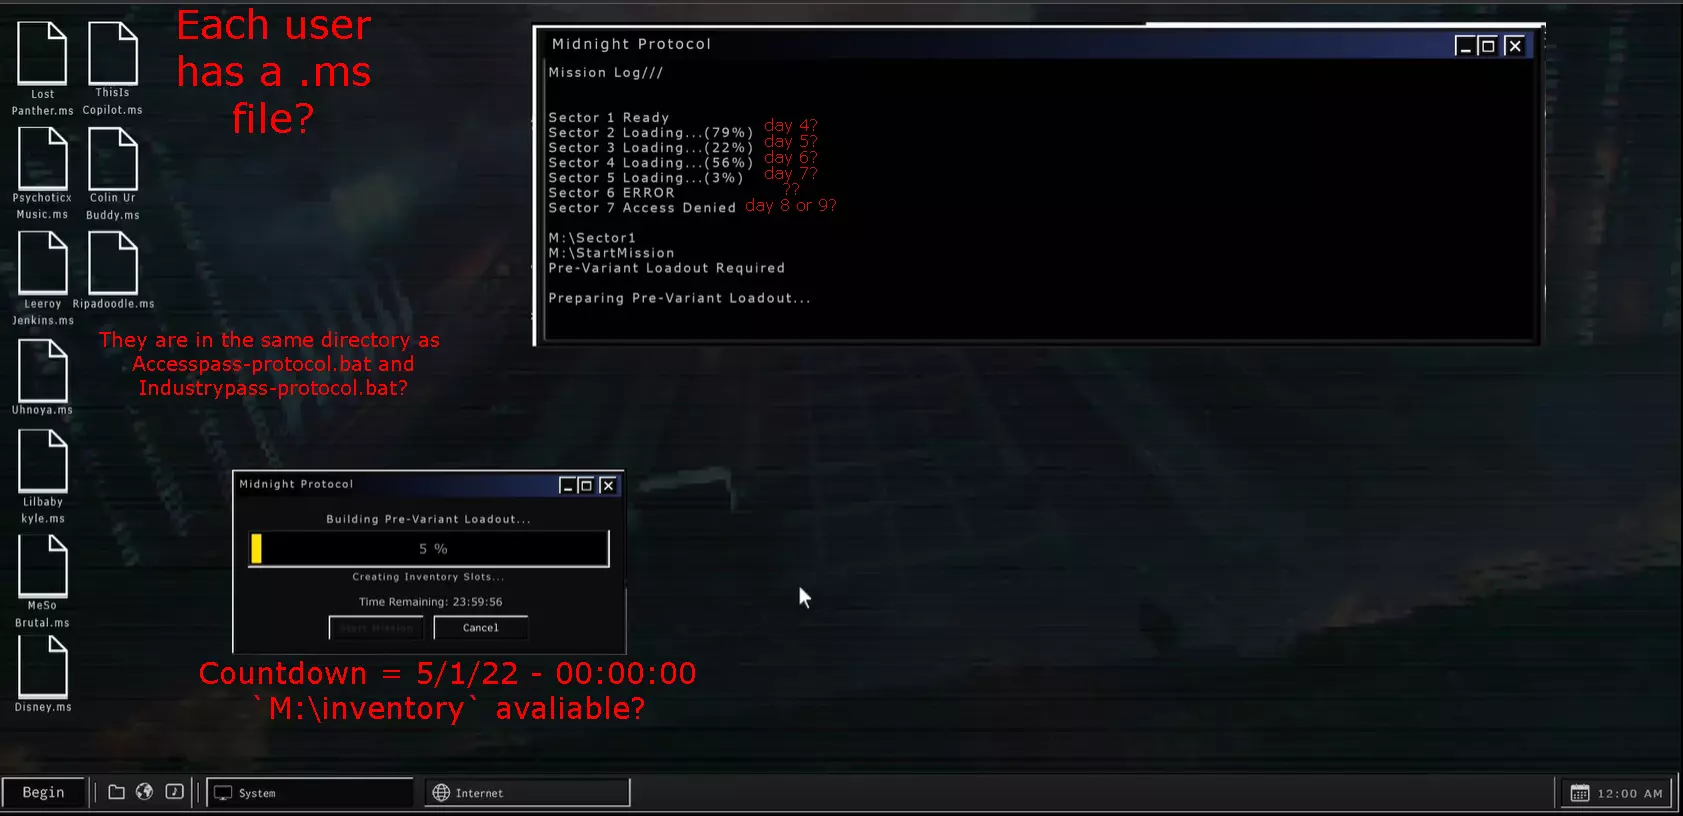 Lost
Panther.ms
ThisIs
Copilot.ms
Psychoticx
Music.ms
Colin Ur
Buddy.ms
Leeroy
Jenkins.ms
Ripadoodle.ms
Uhnoya.ms
Lilbaby
kyle.ms
MeSo
Brutal.ms
Disney.ms
Each user
has a .ms
file?
They are in the same directory as
Accesspass-protocol.bat and
Industrypass-protocol.bat?
Midnight Protocol
Mission Log///
Sector 1 Ready
Sector 2 Loading...(79%) day 4?
Sector 3 Loading...(22%) day 5?
Sector 4 Loading...(56%) day 6?
Sector 5 Loading...(3%) day 7?
Sector 6 ERROR ??
Sector 7 Access Denied day 8 or 9?
M:\Sector1
M:\StartMission
Pre-Variant Loadout Required
Preparing Pre-Variant Loadout...
Midnight Protocol
Building Pre-Variant Loadout...
5 %
Creating Inventory Slots...
Time Remaining: 23:59:56
Start Mission Cancel
Countdown = 5/1/22 - 00:00:00
`M:\inventory` avaliable?
Begin System Internet 12:00 AM